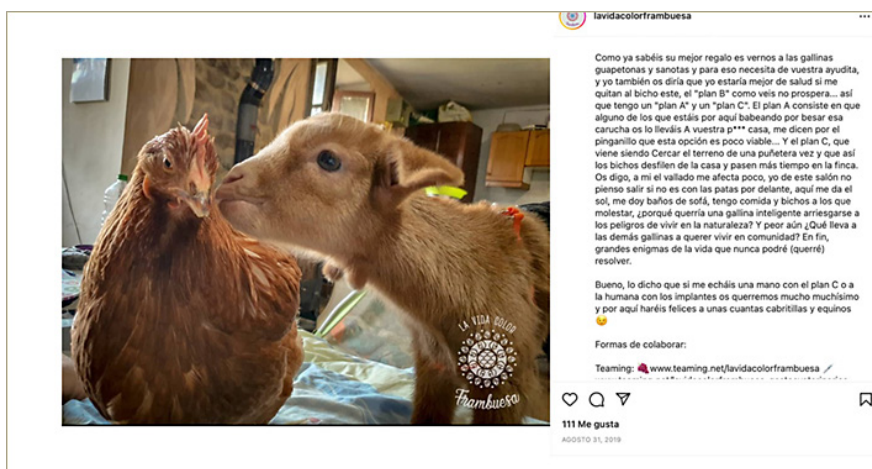 lavidacolorframbuesa
Como ya sabéis su mejor regalo es vernos a las gallinas
guapetonas y sanotas y para eso necesita de vuestra ayudita,
y yo también os diría que yo estaría mejor de salud si me
quitan al bicho este, el "plan B" como veis no prospera... así
que tengo un "plan A" y un "plan C". El plan A consiste en que
alguno de los que estáis por aquí babeando por besar esa
carucha os lo lleváis A vuestra p*** casa, me dicen por el
pinganillo que esta opción es poco viable... Y el plan C, que
viene siendo Cercar el terreno de una puñetera vez y que así
los bichos desfilen de la casa y pasen más tiempo en la finca.
Os digo, a mi el vallado me afecta poco, yo de este salón no
pienso salir si no es con las patas por delante, aquí me da el
sol, me doy baños de sofá, tengo comida y bichos a los que
molestar, ¿porqué querría una gallina inteligente arriesgarse a
los peligros de vivir en la naturaleza? Y peor aún ¿Qué lleva a
las demás gallinas a querer vivir en comunidad? En fin,
grandes enigmas de la vida que nunca podré (querré)
resolver.
Bueno, lo dicho que si me echáis una mano con el plan C o a
la humana con los implantes os querremos mucho muchísimo
y por aquí haréis felices a unas cuantas cabritillas y equinos
😉
Formas de colaborar:
Teaming: 🍇www.teaming.net/lavidacolorframbuesa
111 Me gusta
AGOSTO 31, 2019
LA VIDA COLOR
Frambuesa